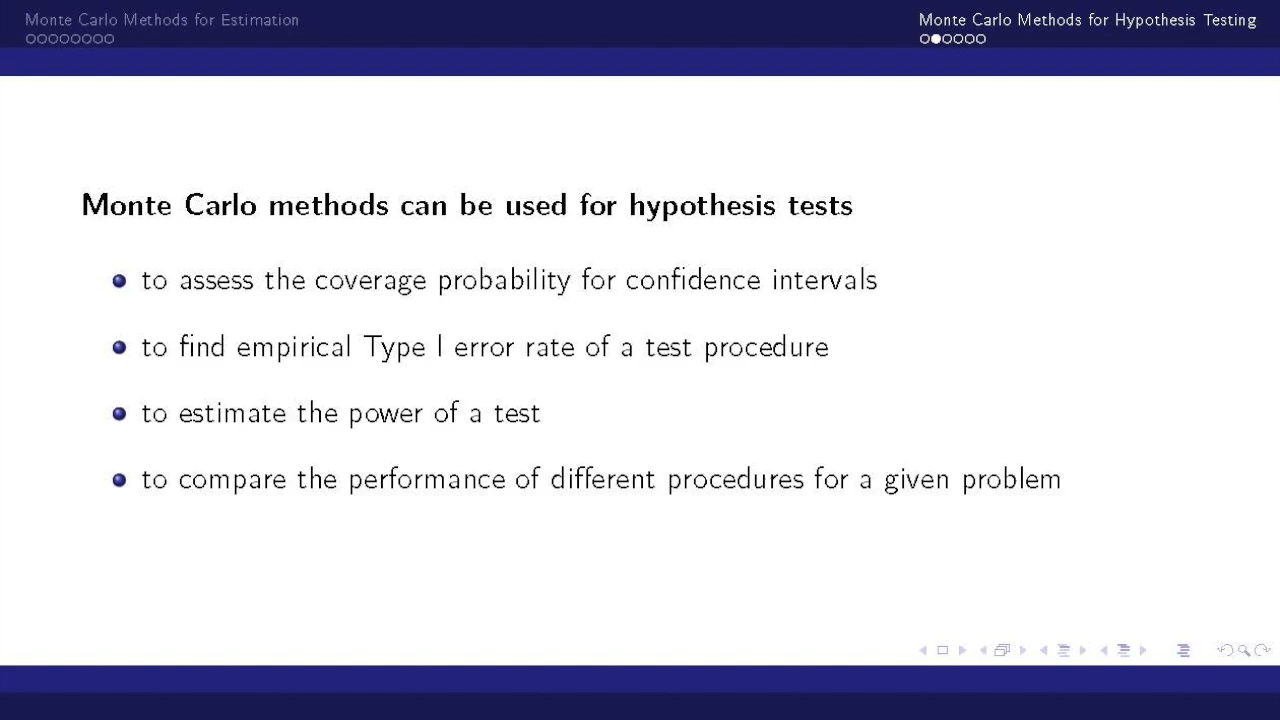 Monte Carlo Methods for Estimation
Monte Carlo Methods for Hypothesis Testing
Monte Carlo methods can be used for hypothesis tests
to assess the coverage probability for confidence intervals
to find empirical Type I error rate of a test procedure
to estimate the power of a test
to compare the performance of different procedures for a given problem